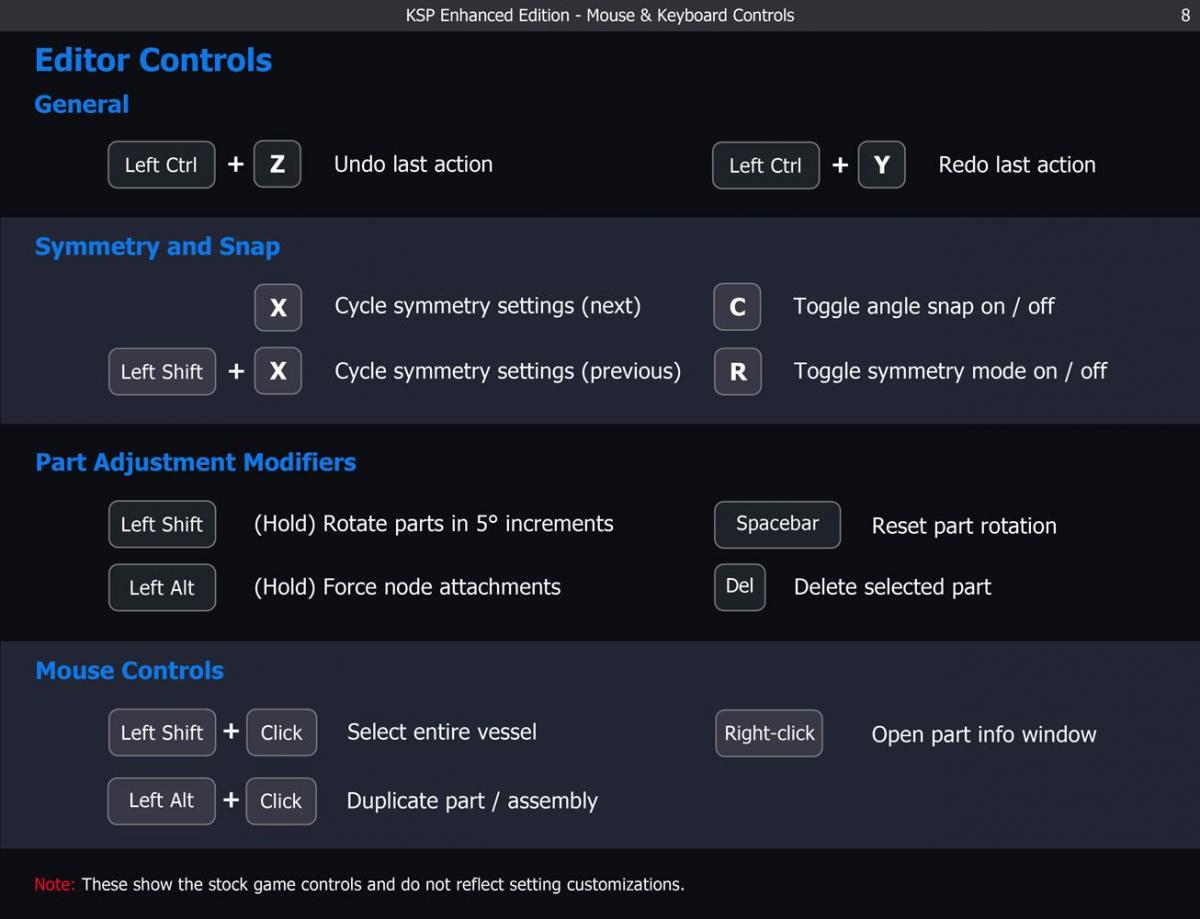 KSP Enhanced Edition - Mouse & Keyboard Controls 8
Editor Controls
General
Left Ctrl + Z Undo last action Left Ctrl + Y Redo last action
Symmetry and Snap
X Cycle symmetry settings (next) C Toggle angle snap on / off
Left Shift + X Cycle symmetry settings (previous) R Toggle symmetry mode on / off
Part Adjustment Modifiers
Left Shift (Hold) Rotate parts in 5° increments Spacebar Reset part rotation
Left Alt (Hold) Force node attachments Del Delete selected part
Mouse Controls
Left Shift + Click Select entire vessel Right-click Open part info window
Left Alt + Click Duplicate part / assembly
Note: These show the stock game controls and do not reflect setting customizations.